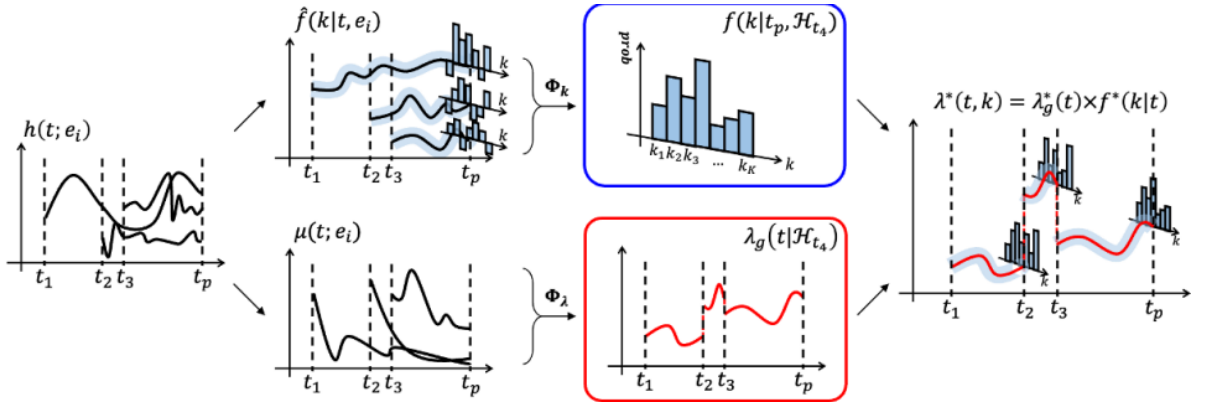 h(t; e_i)
t_1 t_2 t_3 t_p
f̂(k|t, e_i)
k
k
k
t_1 t_2 t_3 t_p
Φ_k
f(k|t_p, ℋ_{t_4})
prob
k_1 k_2 k_3 ... k_K k
μ(t; e_i)
t_1 t_2 t_3 t_p
Φ_λ
λ_g(t|ℋ_{t_4})
t_1 t_2 t_3 t_p
λ*(t, k) = λ*_g(t)×f*(k|t)
k
k
k
t_1 t_2 t_3 t_p